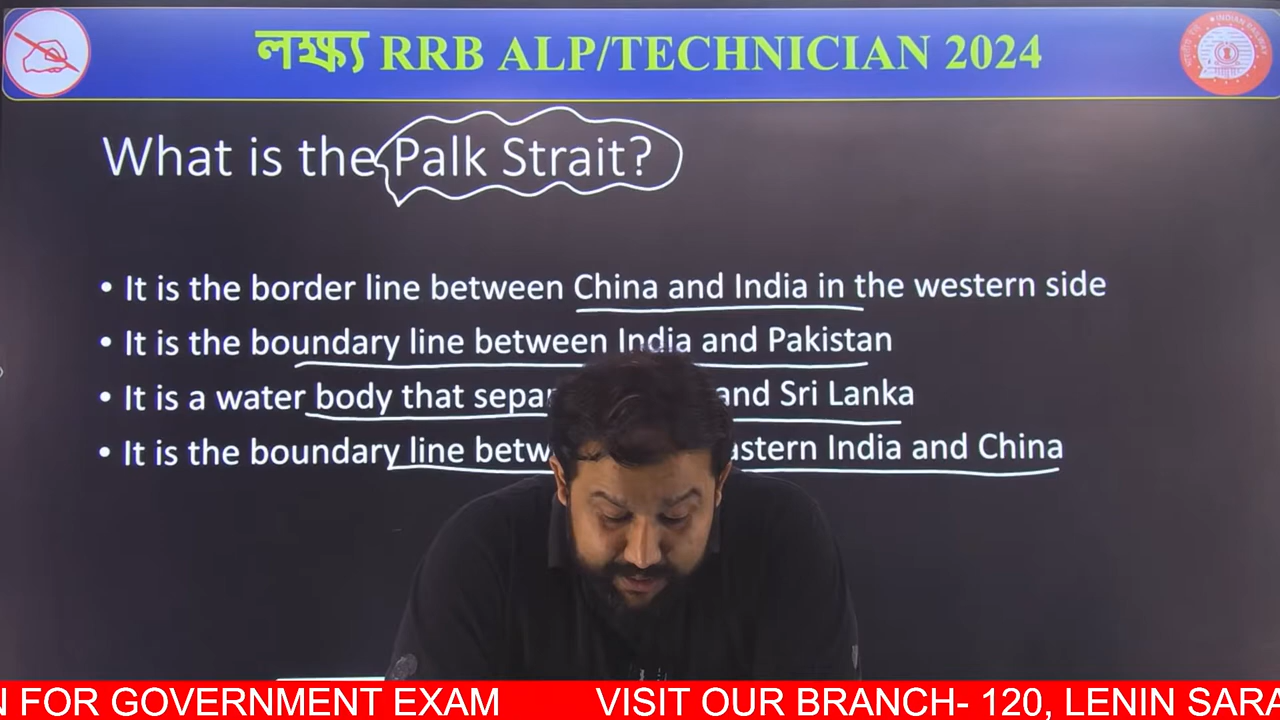 লক্ষ্য RRB ALP/TECHNICIAN 2024
INDIAN RAILWAY
What is the Palk Strait?
• It is the border line between China and India in the western side
• It is the boundary line between India and Pakistan
• It is a water body that sepa and Sri Lanka
• It is the boundary line betw astern India and China
N FOR GOVERNMENT EXAM VISIT OUR BRANCH- 120, LENIN SARA